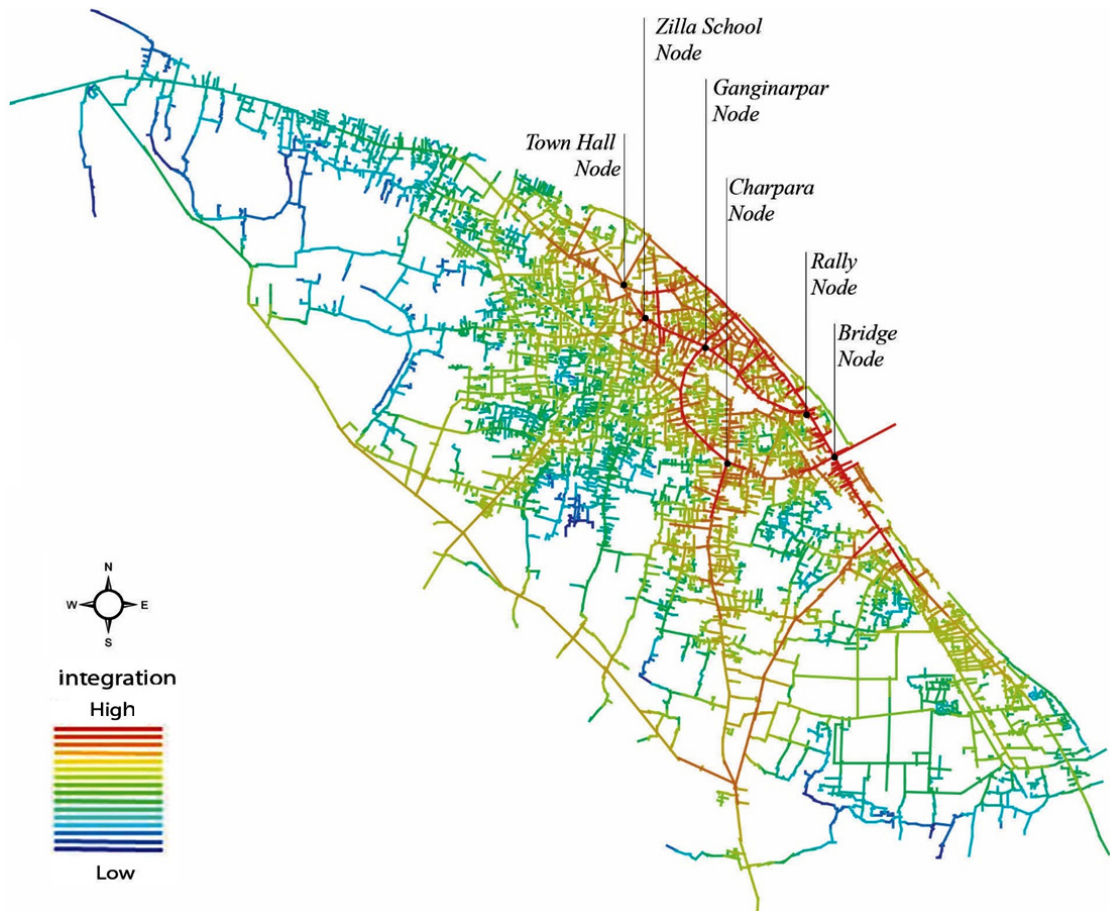 Zilla School
Node
Ganginarpar
Node
Town Hall
Node
Charpara
Node
Rally
Node
Bridge
Node
N
W E
S
integration
High
Low